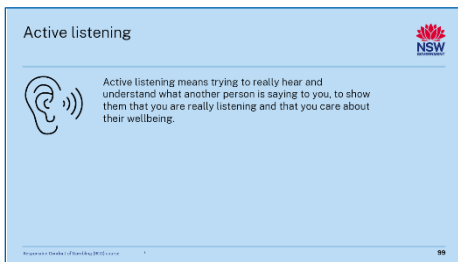 Active listening
NSW
GOVERNMENT
Active listening means trying to really hear and
understand what another person is saying to you, to show
them that you are really listening and that you care about
their wellbeing.
Responsible Conduct of Gambling (RCG) course
99